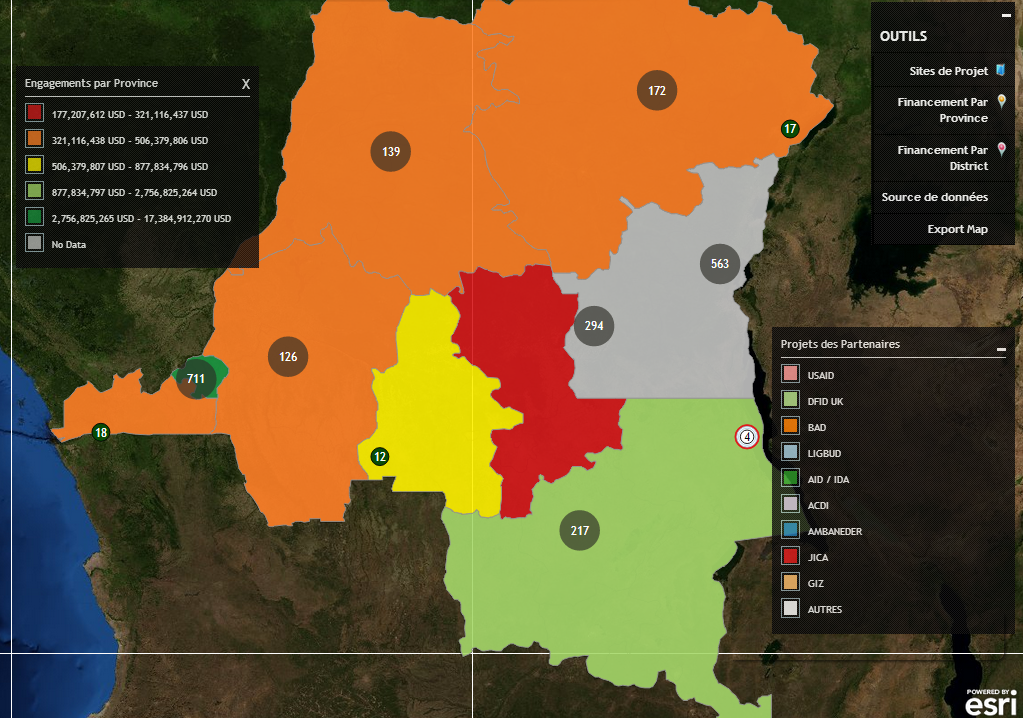 OUTILS
Sites de Projet
Financement Par
Province
Financement Par
District
Source de données
Export Map
Engagements par Province X
177,207,612 USD - 321,116,437 USD
321,116,438 USD - 506,379,806 USD
506,379,807 USD - 877,834,796 USD
877,834,797 USD - 2,756,825,264 USD
2,756,825,265 USD - 17,384,912,270 USD
No Data
172
17
139
563
294
126
711
18
12
4
217
Projets des Partenaires
USAID
DFID UK
BAD
LIGBUD
AID / IDA
ACDI
AMBANEDER
JICA
GIZ
AUTRES
POWERED BY
esri